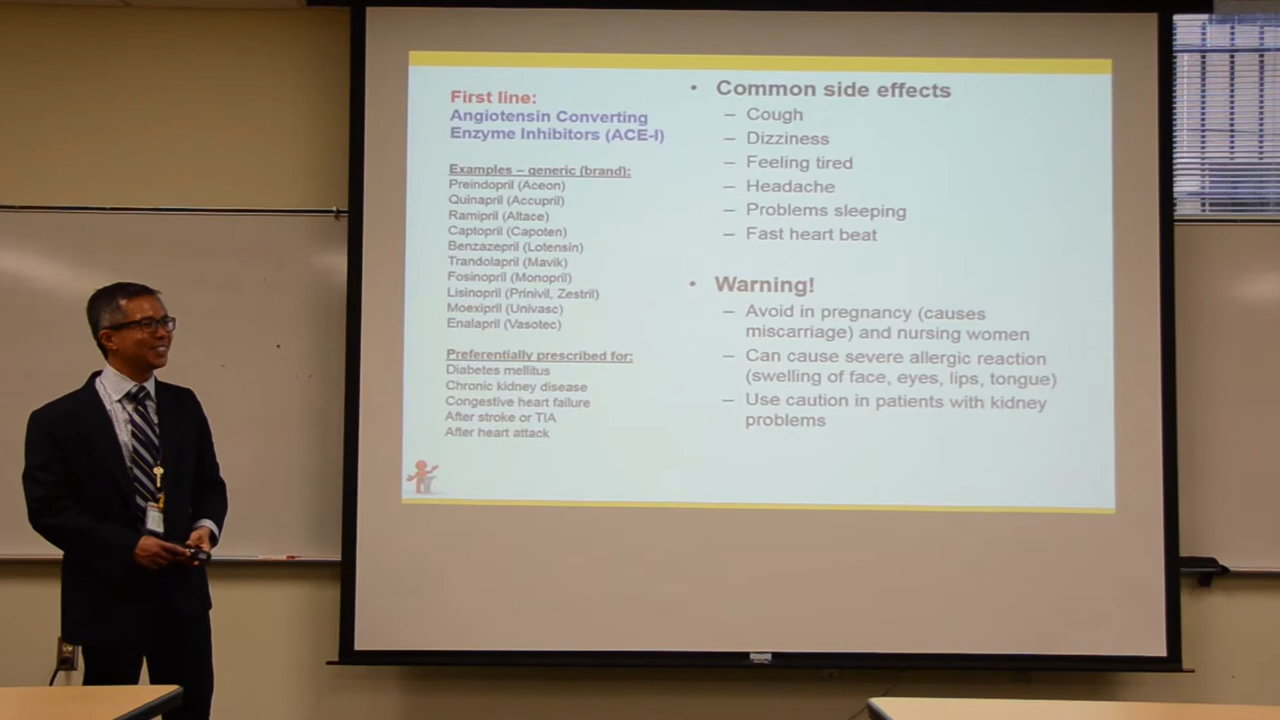 First line:
Angiotensin Converting
Enzyme Inhibitors (ACE-I)
Examples – generic (brand):
Preindopril (Aceon)
Quinapril (Accupril)
Ramipril (Altace)
Captopril (Capoten)
Benzazepril (Lotensin)
Trandolapril (Mavik)
Fosinopril (Monopril)
Lisinopril (Prinivil, Zestril)
Moexipril (Univasc)
Enalapril (Vasotec)
Preferentially prescribed for:
Diabetes mellitus
Chronic kidney disease
Congestive heart failure
After stroke or TIA
After heart attack
• Common side effects
– Cough
– Dizziness
– Feeling tired
– Headache
– Problems sleeping
– Fast heart beat
• Warning!
– Avoid in pregnancy (causes
miscarriage) and nursing women
– Can cause severe allergic reaction
(swelling of face, eyes, lips, tongue)
– Use caution in patients with kidney
problems